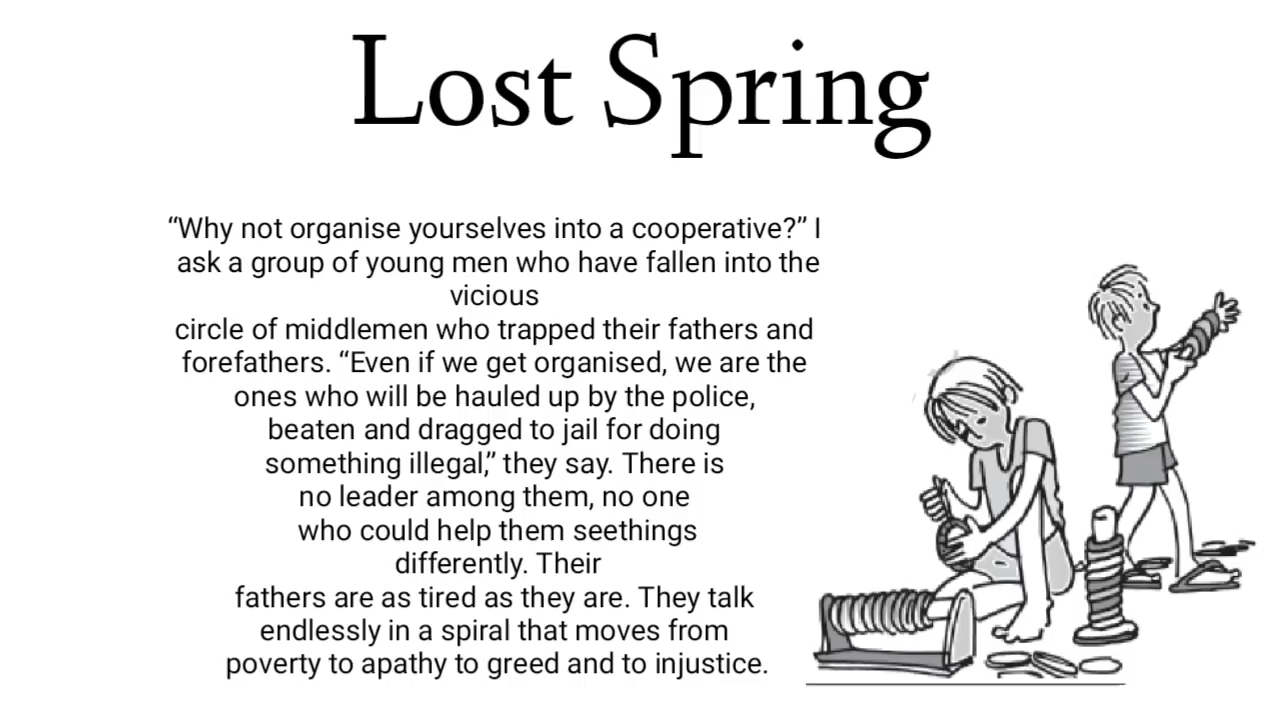 Lost Spring
“Why not organise yourselves into a cooperative?” I
ask a group of young men who have fallen into the
vicious
circle of middlemen who trapped their fathers and
forefathers. “Even if we get organised, we are the
ones who will be hauled up by the police,
beaten and dragged to jail for doing
something illegal,” they say. There is
no leader among them, no one
who could help them seethings
differently. Their
fathers are as tired as they are. They talk
endlessly in a spiral that moves from
poverty to apathy to greed and to injustice.